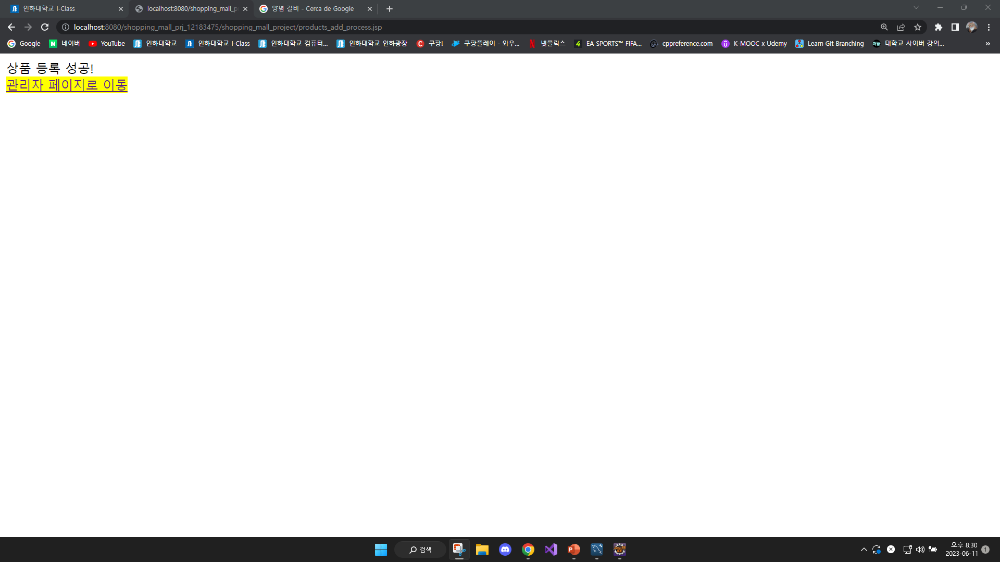 인하대학교 I-Class
localhost:8080/shopping_mall_p
양념 갈비 - Cerca de Google
localhost:8080/shopping_mall_prj_12183475/shopping_mall_project/products_add_process.jsp
Google
네이버
YouTube
인하대학교
인하대학교 I-Class
인하대학교 컴퓨터...
인하대학교 인하광장
쿠팡!
쿠팡플레이 - 와우...
넷플릭스
EA SPORTS™ FIFA...
cppreference.com
K-MOOC x Udemy
Learn Git Branching
대학교 사이버 강의...
»
상품 등록 성공!
관리자 페이지로 이동
검색
오후 8:30
2023-06-11
1